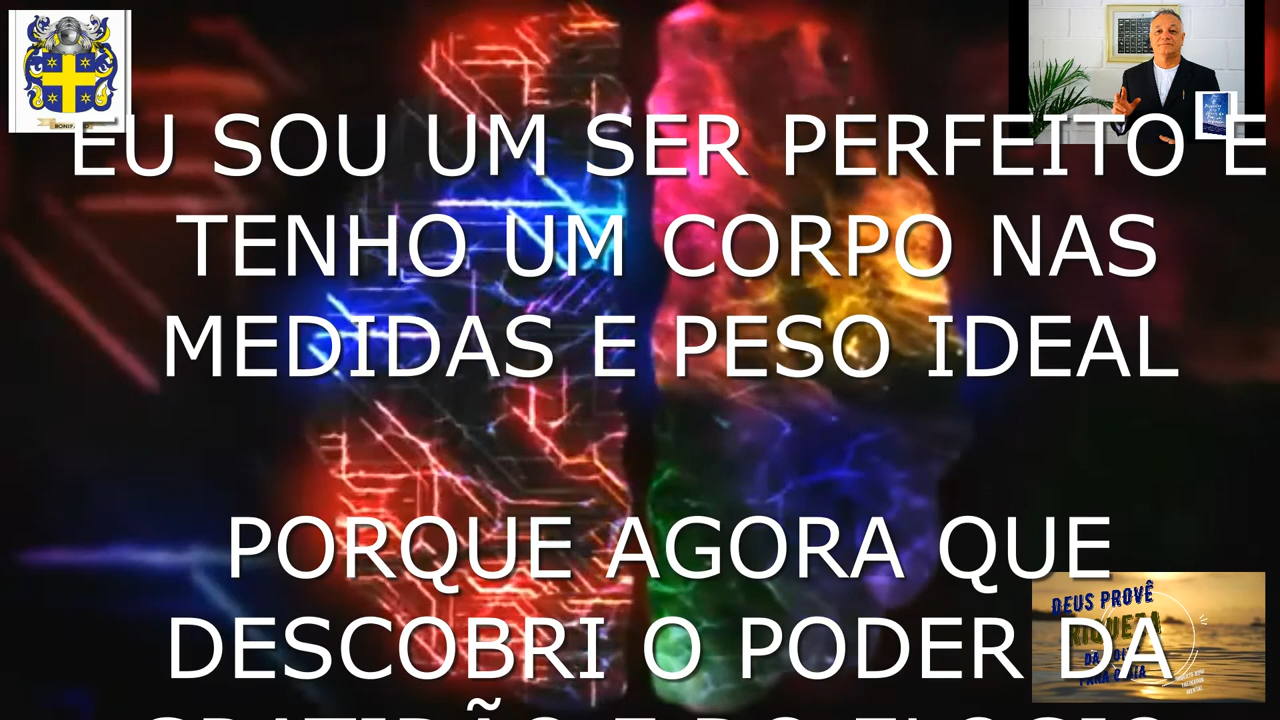 EU SOU UM SER PERFEITO E
TENHO UM CORPO NAS
MEDIDAS E PESO IDEAL
PORQUE AGORA QUE
DESCOBRI O PODER DA
DEUS PROVÊ
RIQUEZA